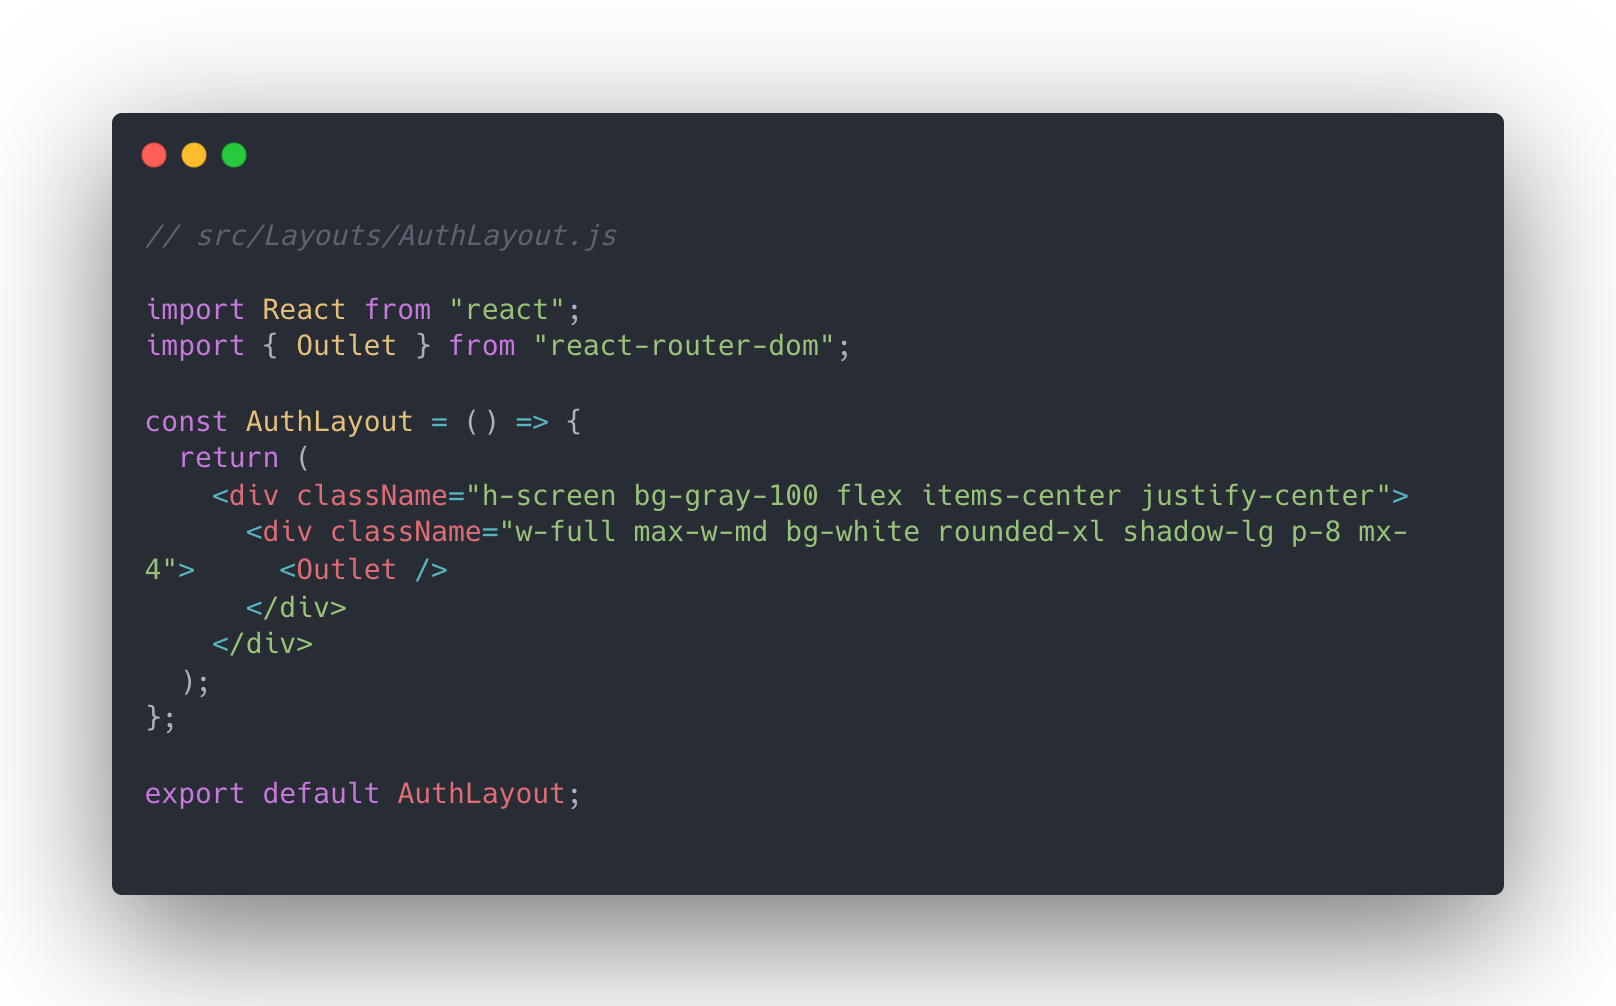 // src/Layouts/AuthLayout.js

import React from "react";
import { Outlet } from "react-router-dom";

const AuthLayout = () => {
  return (
    <div className="h-screen bg-gray-100 flex items-center justify-center">
      <div className="w-full max-w-md bg-white rounded-xl shadow-lg p-8 mx-
4">     <Outlet />
      </div>
    </div>
  );
};

export default AuthLayout;